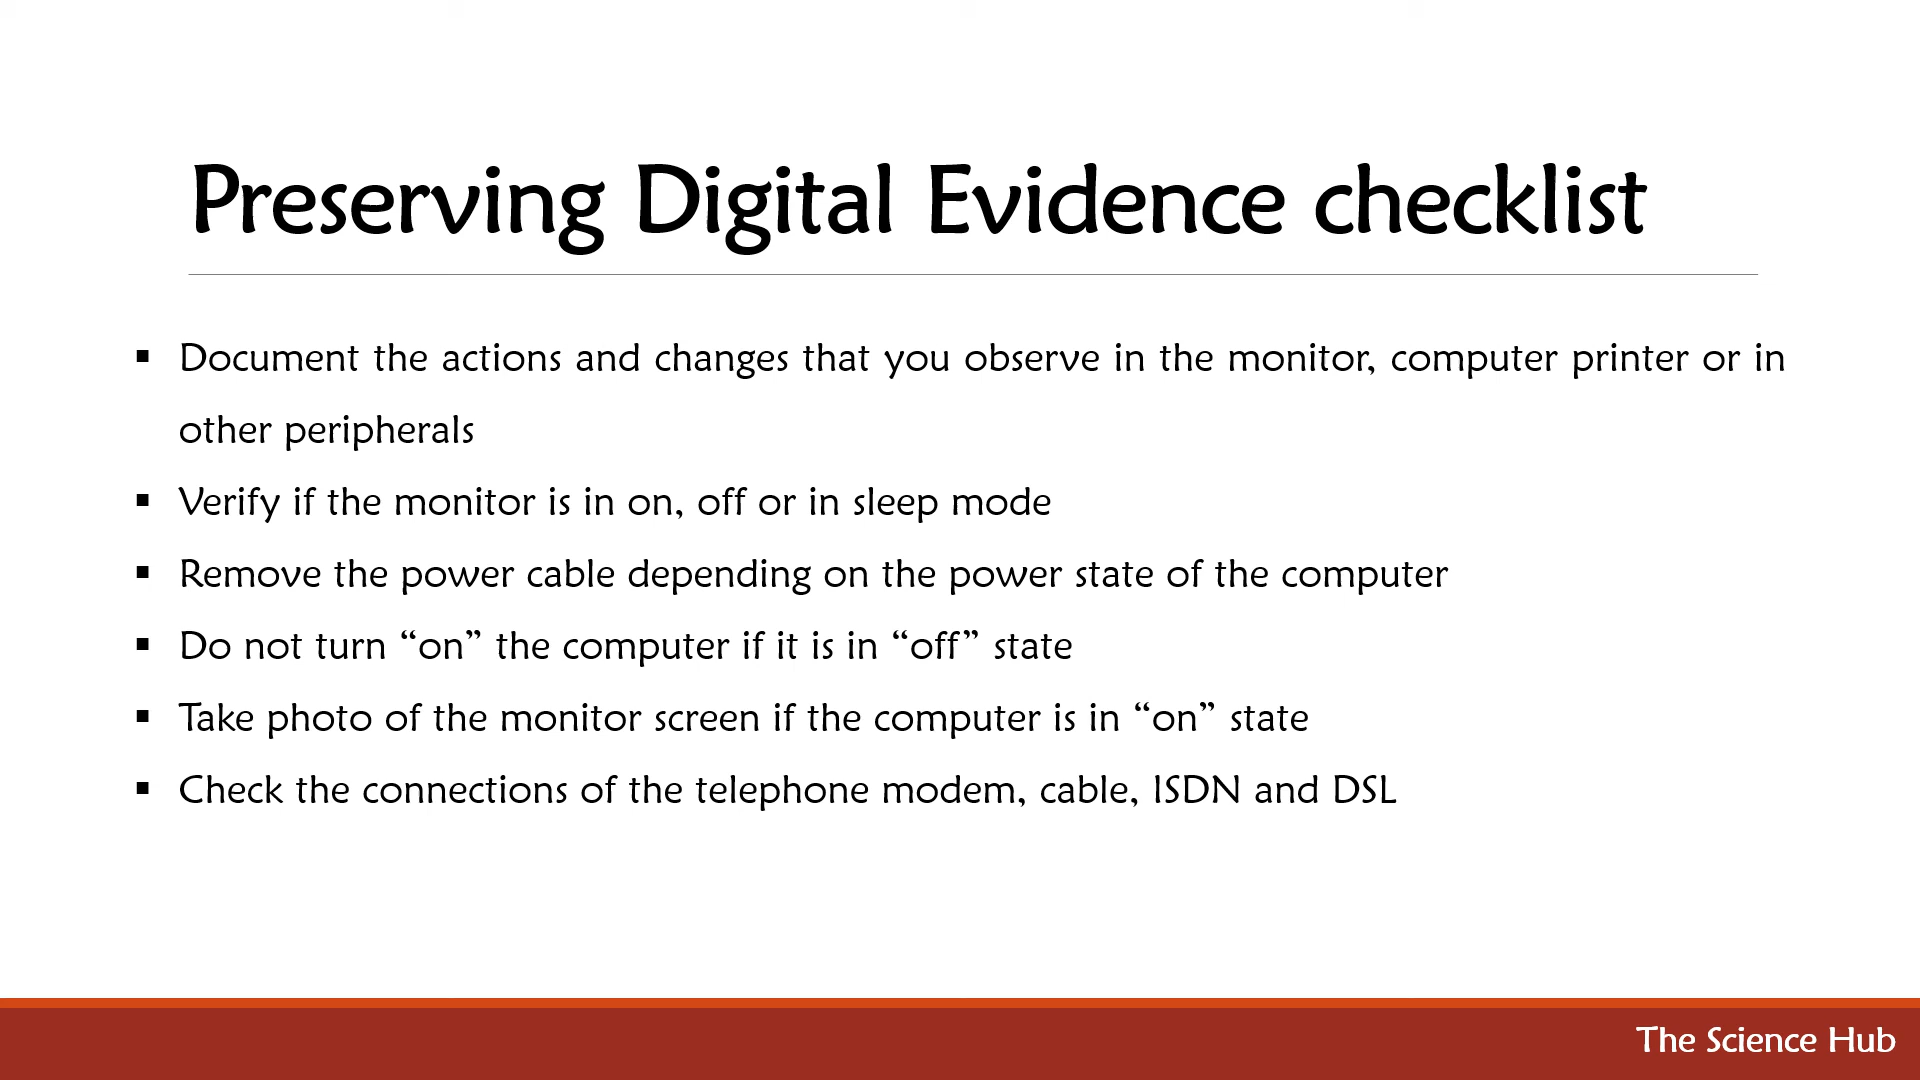 Preserving Digital Evidence checklist
▪ Document the actions and changes that you observe in the monitor, computer printer or in
other peripherals
▪ Verify if the monitor is in on, off or in sleep mode
▪ Remove the power cable depending on the power state of the computer
▪ Do not turn “on” the computer if it is in “off” state
▪ Take photo of the monitor screen if the computer is in “on” state
▪ Check the connections of the telephone modem, cable, ISDN and DSL
The Science Hub